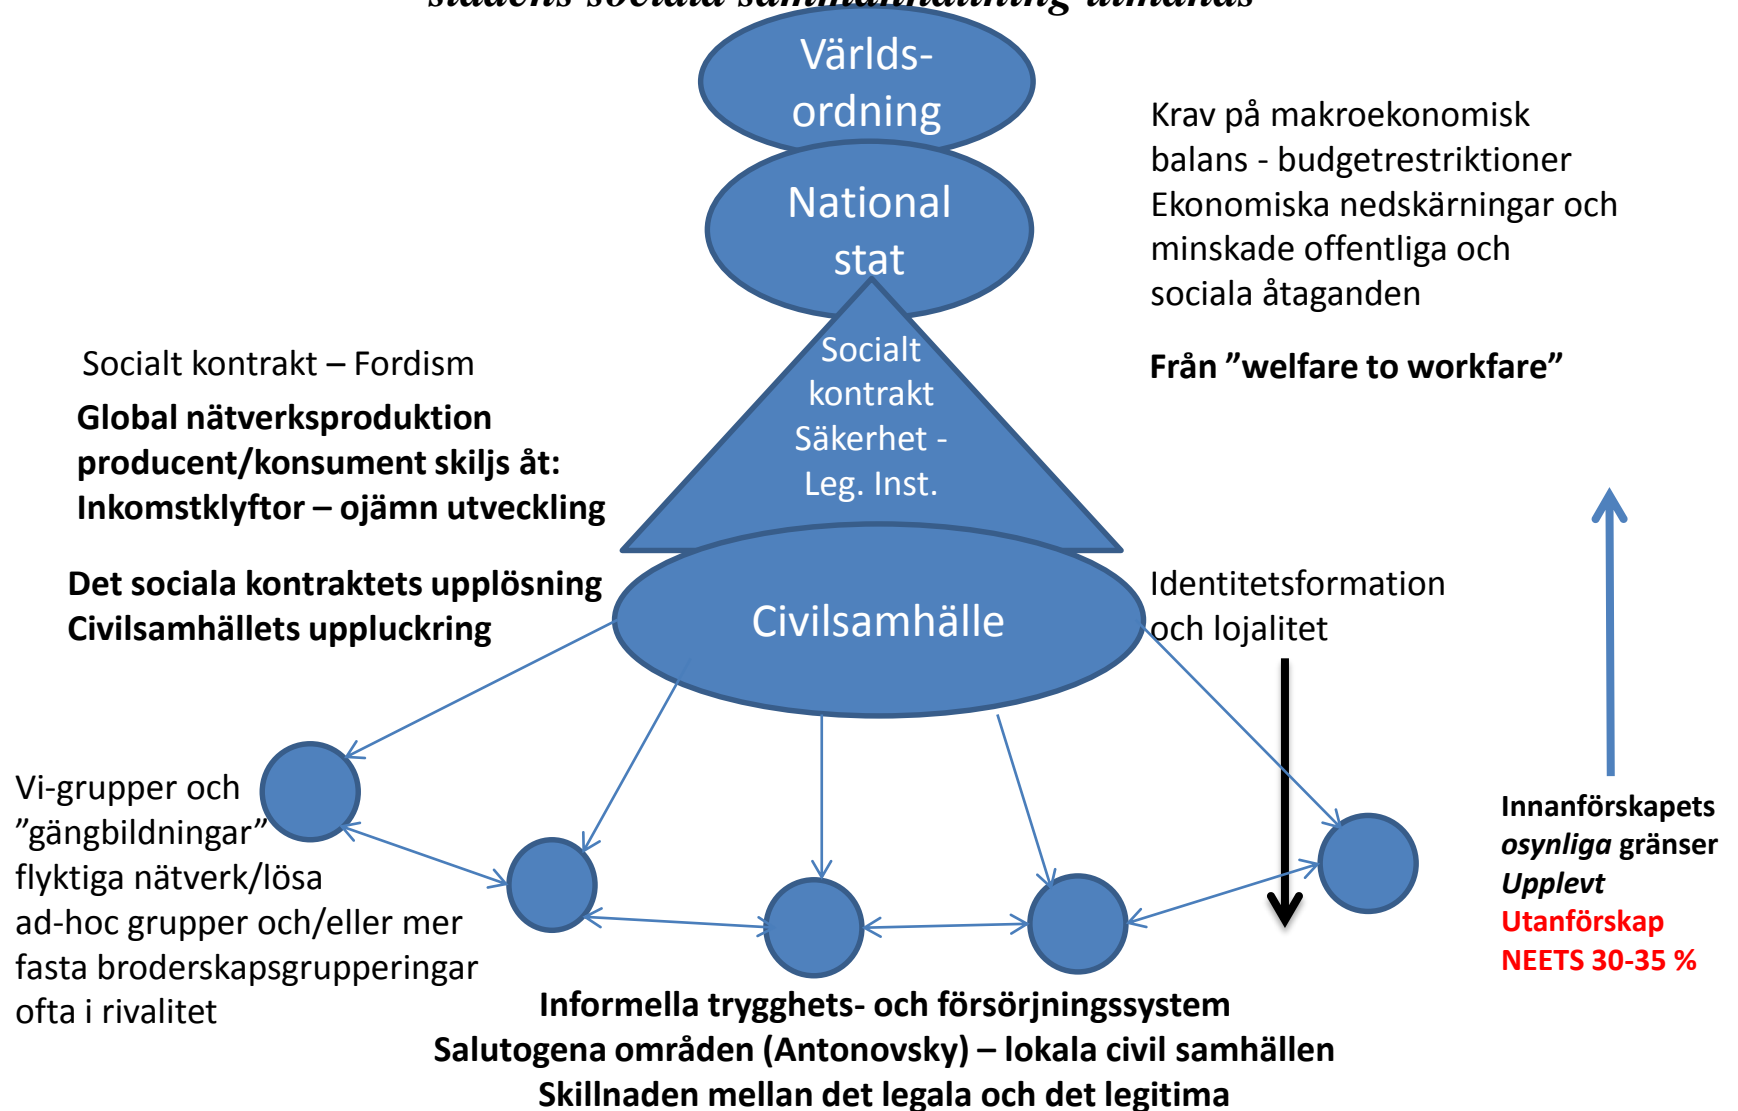 stadens sociala sammanhållning utmanas
Världs-
ordning
National
stat
Krav på makroekonomisk
balans - budgetrestriktioner
Ekonomiska nedskärningar och
minskade offentliga och
sociala åtaganden
Från ”welfare to workfare”
Socialt
kontrakt
Säkerhet -
Leg. Inst.
Socialt kontrakt – Fordism
Global nätverksproduktion
producent/konsument skiljs åt:
Inkomstklyftor – ojämn utveckling
Det sociala kontraktets upplösning
Civilsamhällets uppluckring
Civilsamhälle
Identitetsformation
och lojalitet
Vi-grupper och
”gängbildningar”
flyktiga nätverk/lösa
ad-hoc grupper och/eller mer
fasta broderskapsgrupperingar
ofta i rivalitet
Innanförskapets
osynliga gränser
Upplevt
Utanförskap
NEETS 30-35 %
Informella trygghets- och försörjningssystem
Salutogena områden (Antonovsky) – lokala civil samhällen
Skillnaden mellan det legala och det legitima